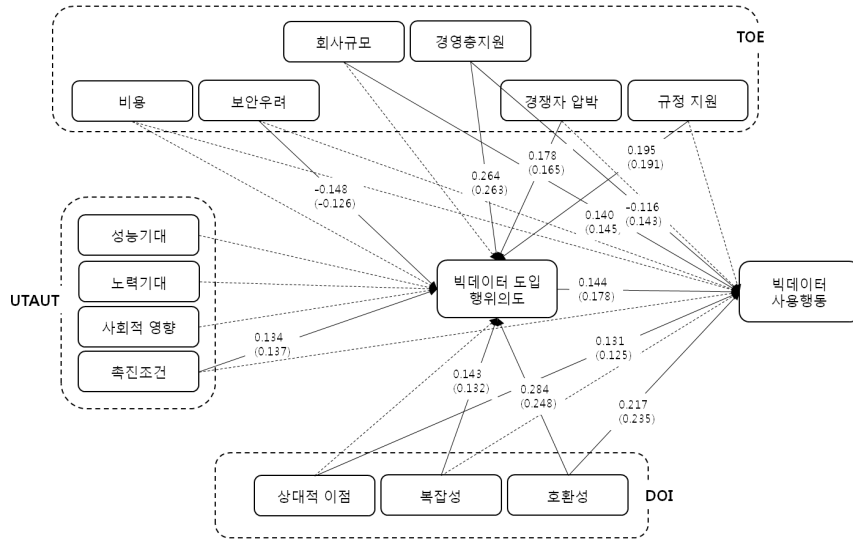 TOE
회사규모
경영층지원
비용
보안우려
경쟁자 압박
규정 지원
0.195
(0.191)
0.178
(0.165)
0.264
(0.263)
-0.148
(-0.126)
0.140
(0.145)
-0.116
(0.143)
성능기대
노력기대
UTAUT
사회적 영향
촉진조건
빅데이터 도입
행위의도
0.144
(0.178)
빅데이터
사용행동
0.134
(0.137)
0.131
(0.125)
0.143
(0.132)
0.284
(0.248)
0.217
(0.235)
상대적 이점
복잡성
호환성
DOI